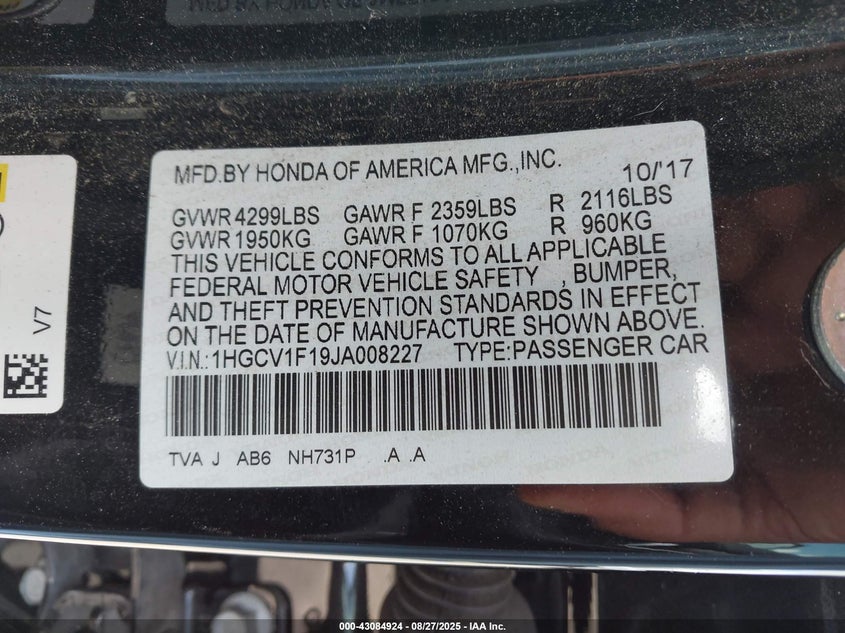 MFD.BY HONDA OF AMERICA MFG.,INC. 10/'17
GVWR 4299LBS GAWR F 2359LBS R 2116LBS
GVWR 1950KG GAWR F 1070KG R 960KG
THIS VEHICLE CONFORMS TO ALL APPLICABLE
FEDERAL MOTOR VEHICLE SAFETY , BUMPER,
AND THEFT PREVENTION STANDARDS IN EFFECT
ON THE DATE OF MANUFACTURE SHOWN ABOVE.
V.I.N.:1HGCV1F19JA008227 TYPE:PASSENGER CAR
TVA J AB6 NH731P .A .A
V7
000-43084924 - 08/27/2025 - IAA Inc.